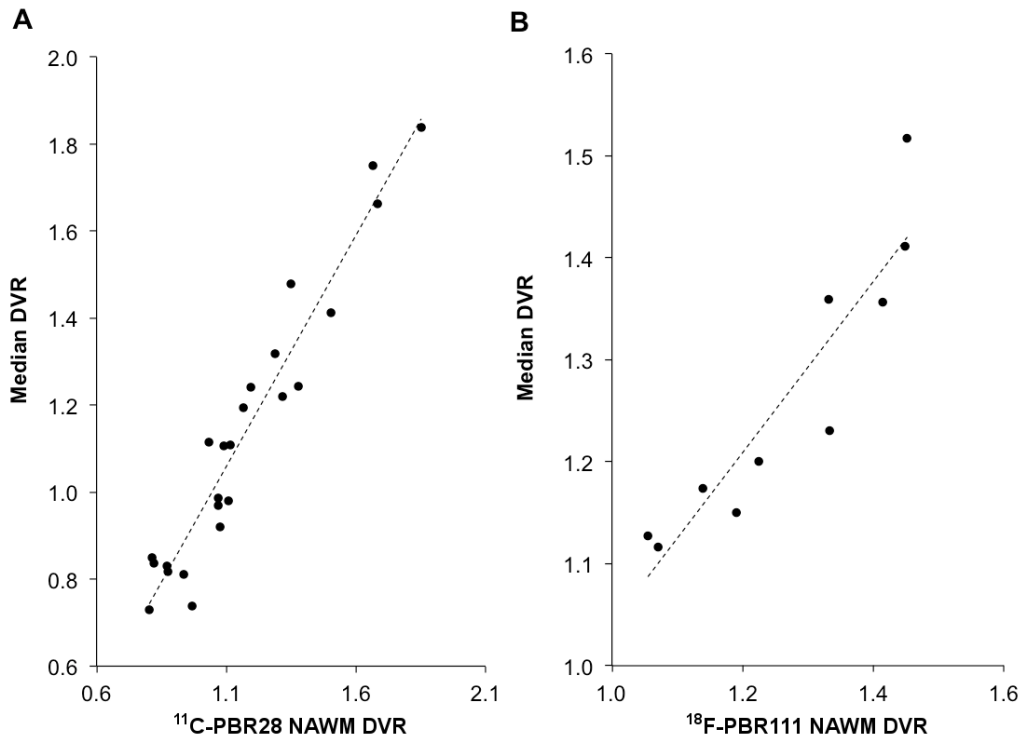 A
2.0
1.8
1.6
1.4
1.2
1.0
0.8
0.6
Median DVR
0.6 1.1 1.6 2.1
¹¹C-PBR28 NAWM DVR
B
1.6
1.5
1.4
1.3
1.2
1.1
1.0
Median DVR
1.0 1.2 1.4 1.6
¹⁸F-PBR111 NAWM DVR